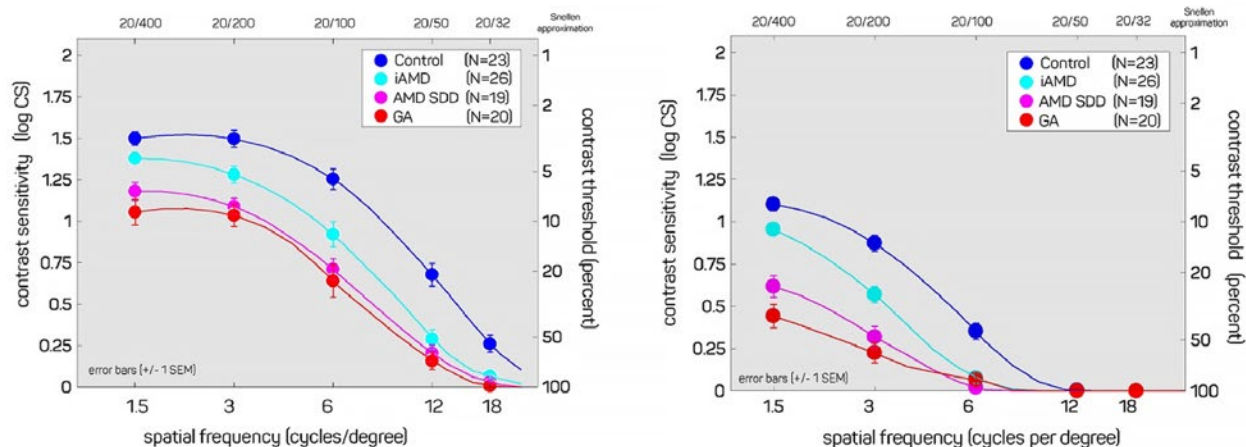 20/400 20/200 20/100 20/50 20/32 Snellen approximation
2
1.75
1.5
1.25
1
0.75
0.5
0.25
0
contrast sensitivity (log CS)
Control (N=23)
iAMD (N=26)
AMD SDD (N=19)
GA (N=20)
1
2
5
10
20
50
100
contrast threshold (percent)
error bars (+/- 1 SEM)
1.5 3 6 12 18
spatial frequency (cycles/degree)
20/400 20/200 20/100 20/50 20/32 Snellen approximation
2
1.75
1.5
1.25
1
0.75
0.5
0.25
0
contrast sensitivity (log CS)
Control (N=23)
iAMD (N=26)
AMD SDD (N=19)
GA (N=20)
1
2
5
10
20
50
100
contrast threshold (percent)
error bars (+/- 1 SEM)
1.5 3 6 12 18
spatial frequency (cycles per degree)